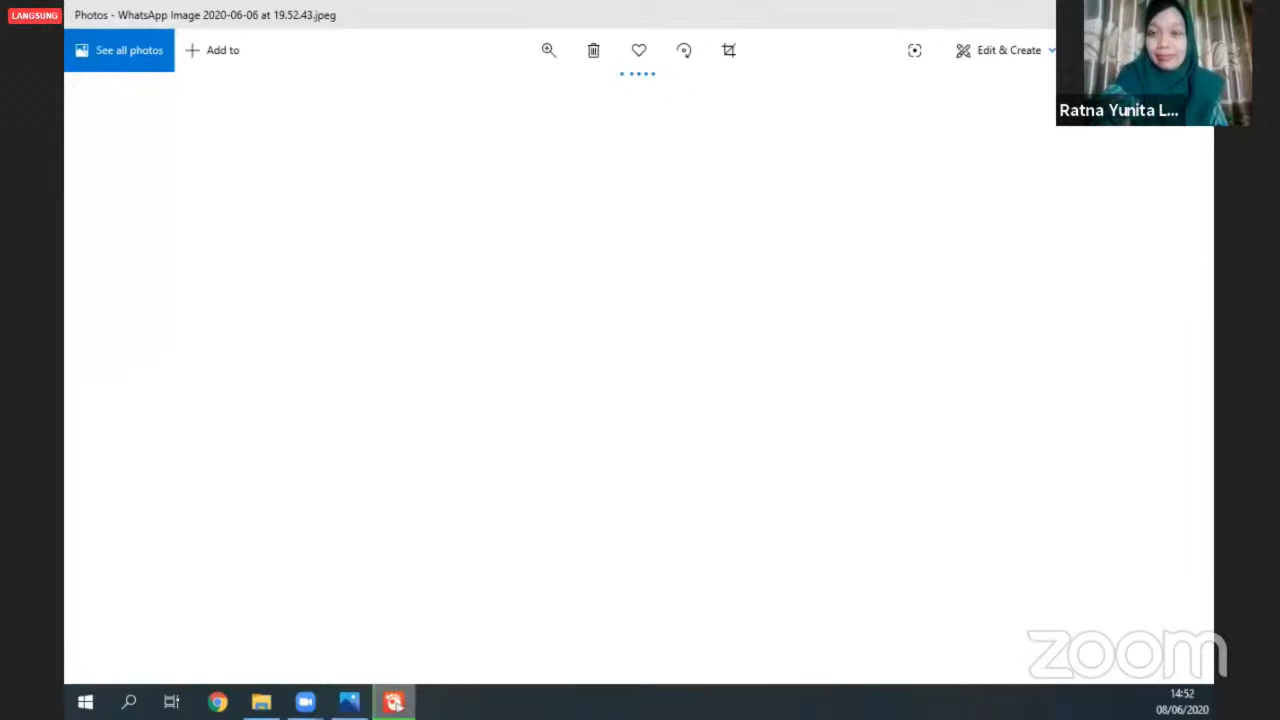 LANGSUNG
Photos - WhatsApp Image 2020-06-06 at 19.52.43.jpeg
See all photos
Add to
Edit & Create
Ratna Yunita L...
zoom
14:52
08/06/2020